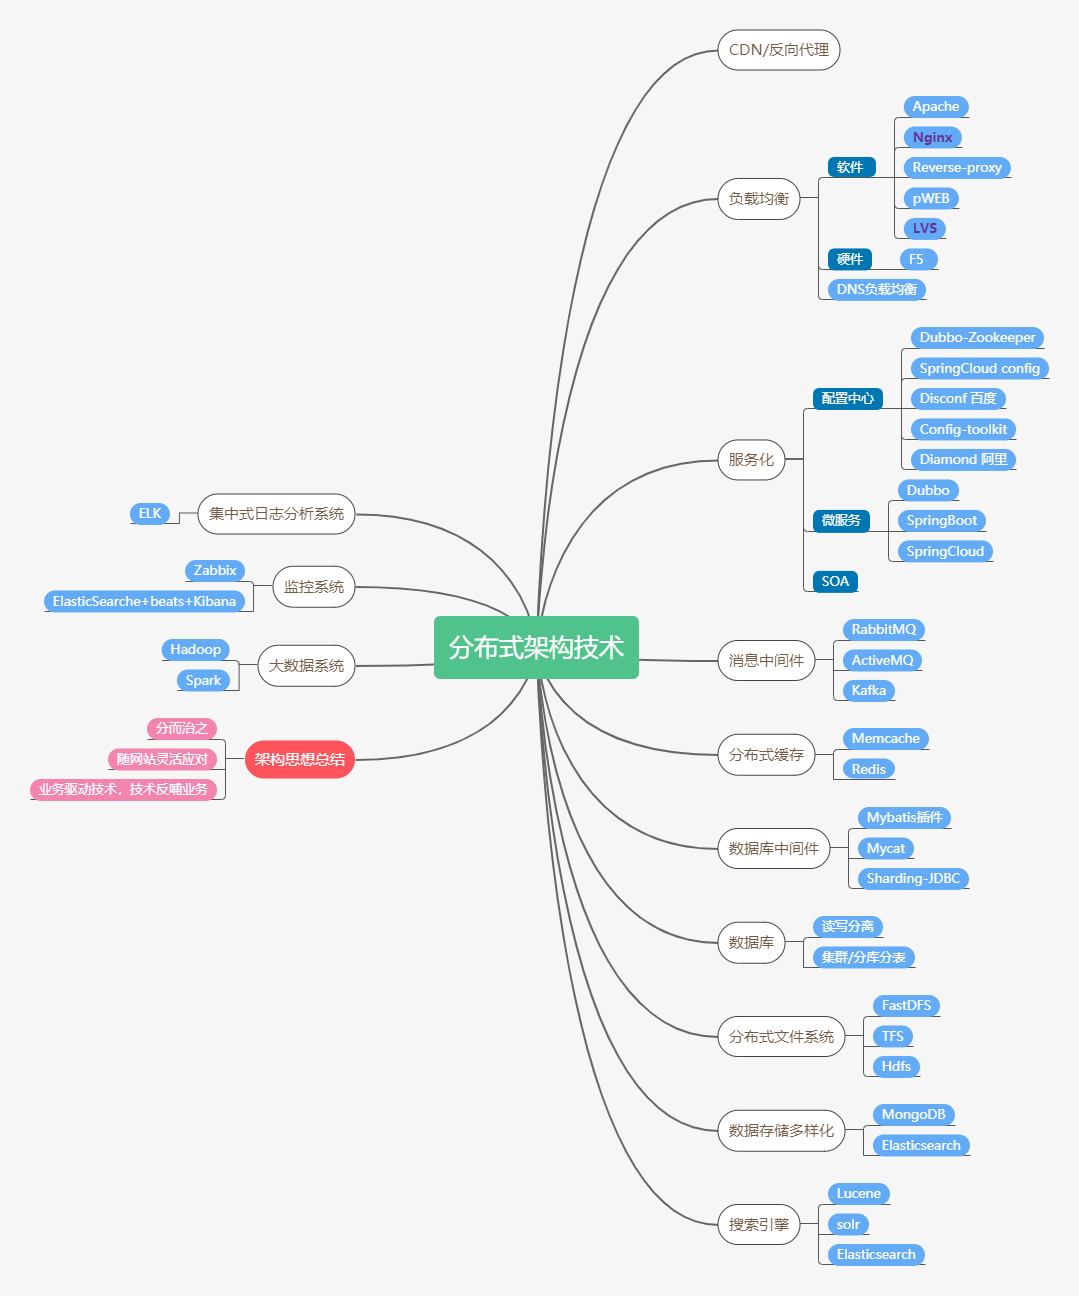 分布式架构技术
CDN/反向代理
负载均衡
软件
Apache
Nginx
Reverse-proxy
pWEB
LVS
硬件
F5
DNS负载均衡
服务化
配置中心
Dubbo-Zookeeper
SpringCloud config
Disconf 百度
Config-toolkit
Diamond 阿里
微服务
Dubbo
SpringBoot
SpringCloud
SOA
消息中间件
RabbitMQ
ActiveMQ
Kafka
分布式缓存
Memcache
Redis
数据库中间件
Mybatis插件
Mycat
Sharding-JDBC
数据库
读写分离
集群/分库分表
分布式文件系统
FastDFS
TFS
Hdfs
数据存储多样化
MongoDB
Elasticsearch
搜索引擎
Lucene
solr
Elasticsearch
集中式日志分析系统
ELK
监控系统
Zabbix
ElasticSearche+beats+Kibana
大数据系统
Hadoop
Spark
架构思想总结
分而治之
随网站灵活应对
业务驱动技术，技术反哺业务